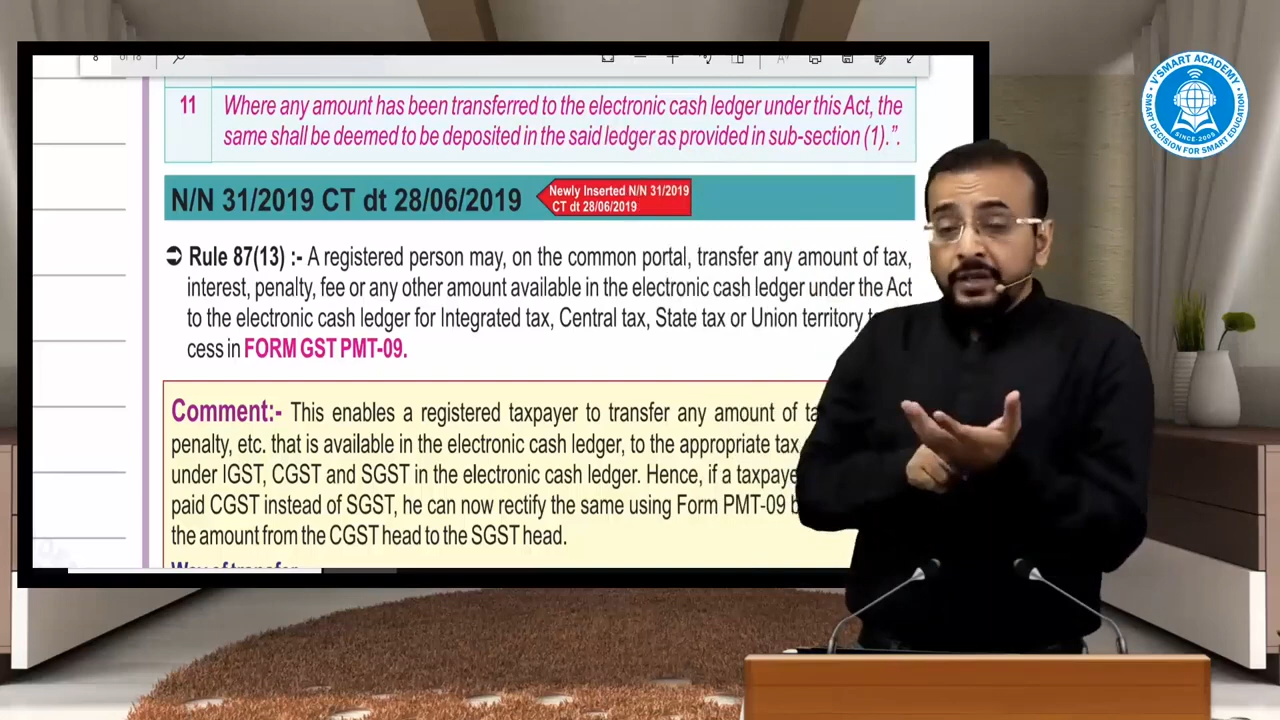 8 of 18
11 Where any amount has been transferred to the electronic cash ledger under this Act, the
same shall be deemed to be deposited in the said ledger as provided in sub-section (1).”.
N/N 31/2019 CT dt 28/06/2019
Newly Inserted N/N 31/2019
CT dt 28/06/2019
➲ Rule 87(13) :- A registered person may, on the common portal, transfer any amount of tax,
interest, penalty, fee or any other amount available in the electronic cash ledger under the Act
to the electronic cash ledger for Integrated tax, Central tax, State tax or Union territory
cess in FORM GST PMT-09.
Comment:- This enables a registered taxpayer to transfer any amount of
penalty, etc. that is available in the electronic cash ledger, to the appropriate tax
under IGST, CGST and SGST in the electronic cash ledger. Hence, if a
paid CGST instead of SGST, he can now rectify the same using Form PMT-09
the amount from the CGST head to the SGST head.
Way of transfer
V'SMART ACADEMY
SINCE-2005
SMART DECISION FOR SMART EDUCATION